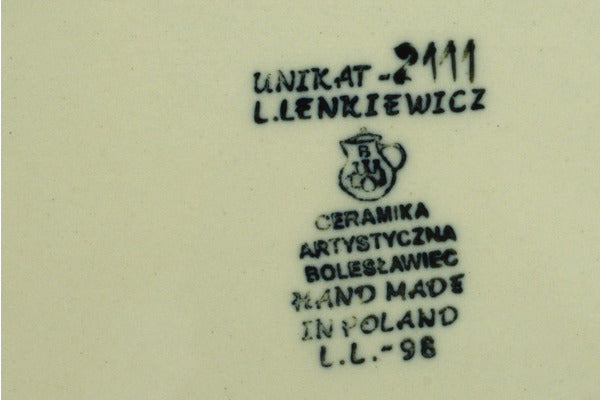 UNIKAT-2111
L.LENKIEWICZ
B
CERAMIKA
ARTYSTYCZNA
BOLESŁAWIEC
HAND MADE
IN POLAND
L.L.-98